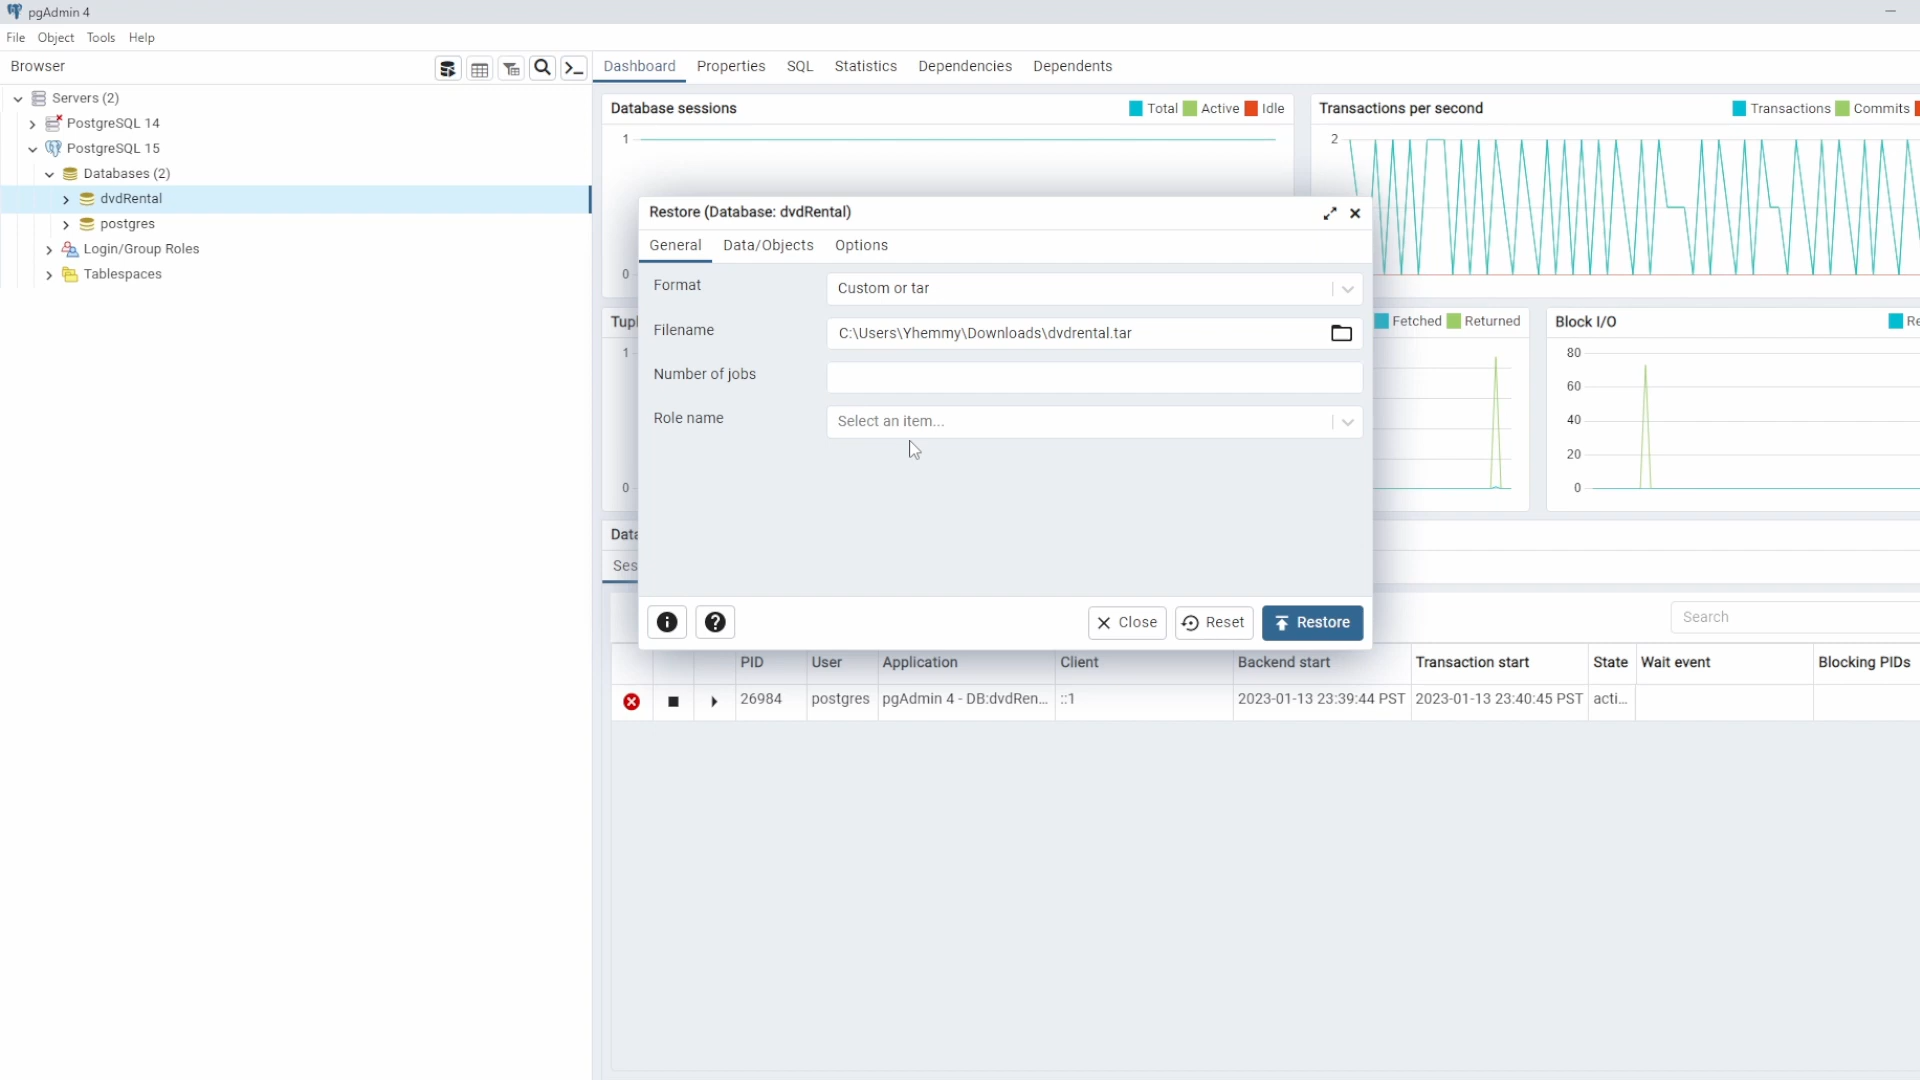 pgAdmin 4
File Object Tools Help
Browser
Dashboard Properties SQL Statistics Dependencies Dependents
Servers (2)
PostgreSQL 14
PostgreSQL 15
Databases (2)
dvdRental
postgres
Login/Group Roles
Tablespaces
Database sessions
Total Active Idle
1
0
Transactions per second
Transactions Commits
2
Restore (Database: dvdRental)
General Data/Objects Options
Format
Custom or tar
Filename
C:\Users\Yhemmy\Downloads\dvdrental.tar
Number of jobs
Role name
Select an item...
Close Reset Restore
Tupl
1
0
Fetched Returned
Block I/O
Re
80
60
40
20
0
Data
Ses
Search
PID User Application Client Backend start Transaction start State Wait event Blocking PIDs
26984 postgres pgAdmin 4 - DB:dvdRen... ::1 2023-01-13 23:39:44 PST 2023-01-13 23:40:45 PST acti...